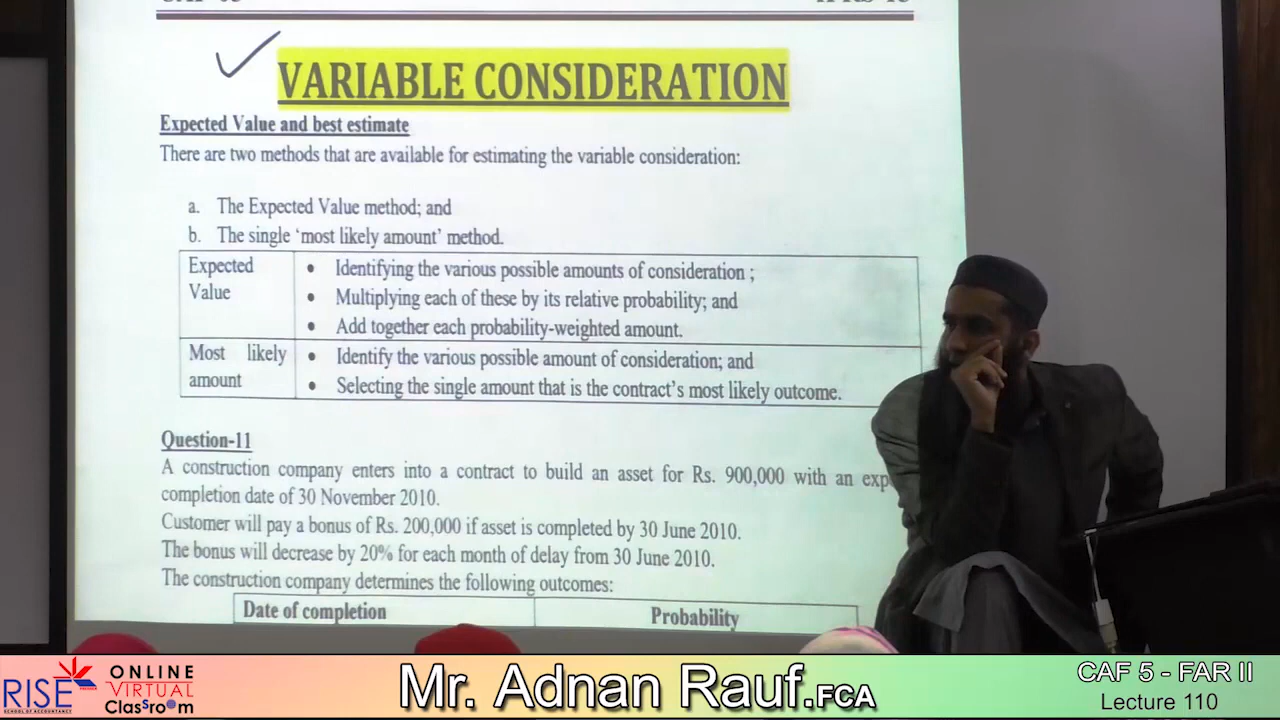 VARIABLE CONSIDERATION
Expected Value and best estimate
There are two methods that are available for estimating the variable consideration:
a. The Expected Value method; and
b. The single ‘most likely amount’ method.
Expected Value
• Identifying the various possible amounts of consideration ;
• Multiplying each of these by its relative probability; and
• Add together each probability-weighted amount.
Most likely amount
• Identify the various possible amount of consideration; and
• Selecting the single amount that is the contract's most likely outcome.
Question-11
A construction company enters into a contract to build an asset for Rs. 900,000 with an
completion date of 30 November 2010.
Customer will pay a bonus of Rs. 200,000 if asset is completed by 30 June 2010.
The bonus will decrease by 20% for each month of delay from 30 June 2010.
The construction company determines the following outcomes:
Date of completion Probability
RISE
SCHOOL OF ACCOUNTANCY
ONLINE
VIRTUAL
Classroom
Mr. Adnan Rauf.FCA
CAF 5 - FAR II
Lecture 110